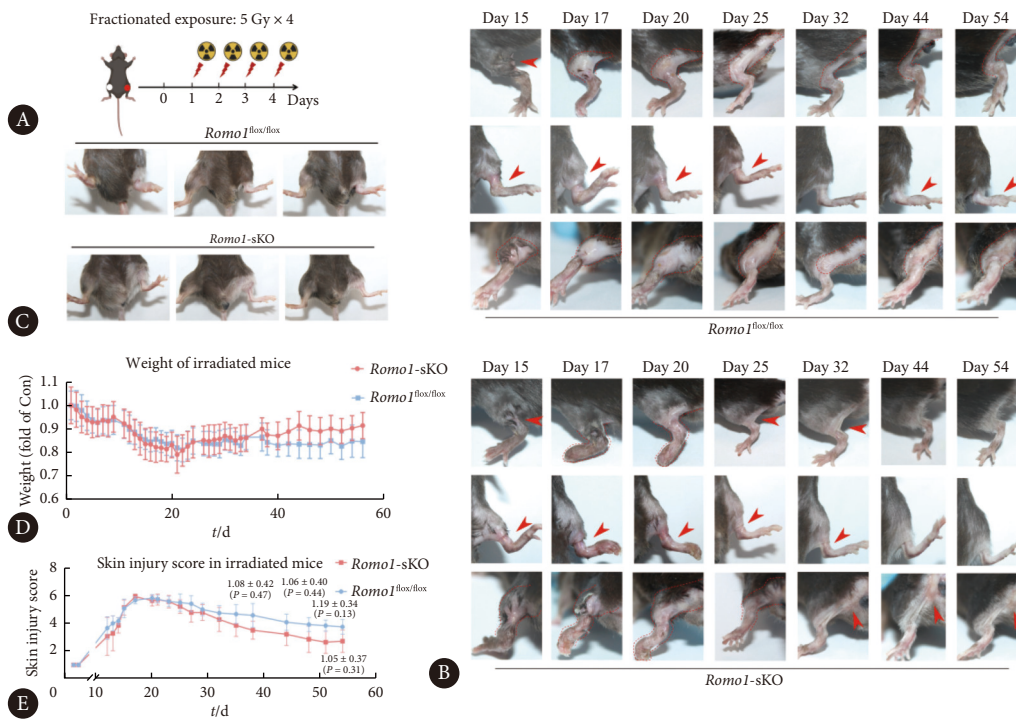 Fractionated exposure: 5 Gy × 4
0 1 2 3 4 Days
A
Romo1flox/flox
Romo1-sKO
C
Day 15 Day 17 Day 20 Day 25 Day 32 Day 44 Day 54
Romo1flox/flox
Day 15 Day 17 Day 20 Day 25 Day 32 Day 44 Day 54
Romo1-sKO
B
Weight of irradiated mice
Romo1-sKO
Romo1flox/flox
Weight (fold of Con)
1.1
1.0
0.9
0.8
0.7
0.6
0 20 40 60
t/d
D
Skin injury score in irradiated mice
Romo1-sKO
Romo1flox/flox
Skin injury score
8
6
4
2
0
1.08 ± 0.42
(P = 0.47)
1.06 ± 0.40
(P = 0.44)
1.19 ± 0.34
(P = 0.13)
1.05 ± 0.37
(P = 0.31)
0 10 20 30 40 50 60
t/d
E